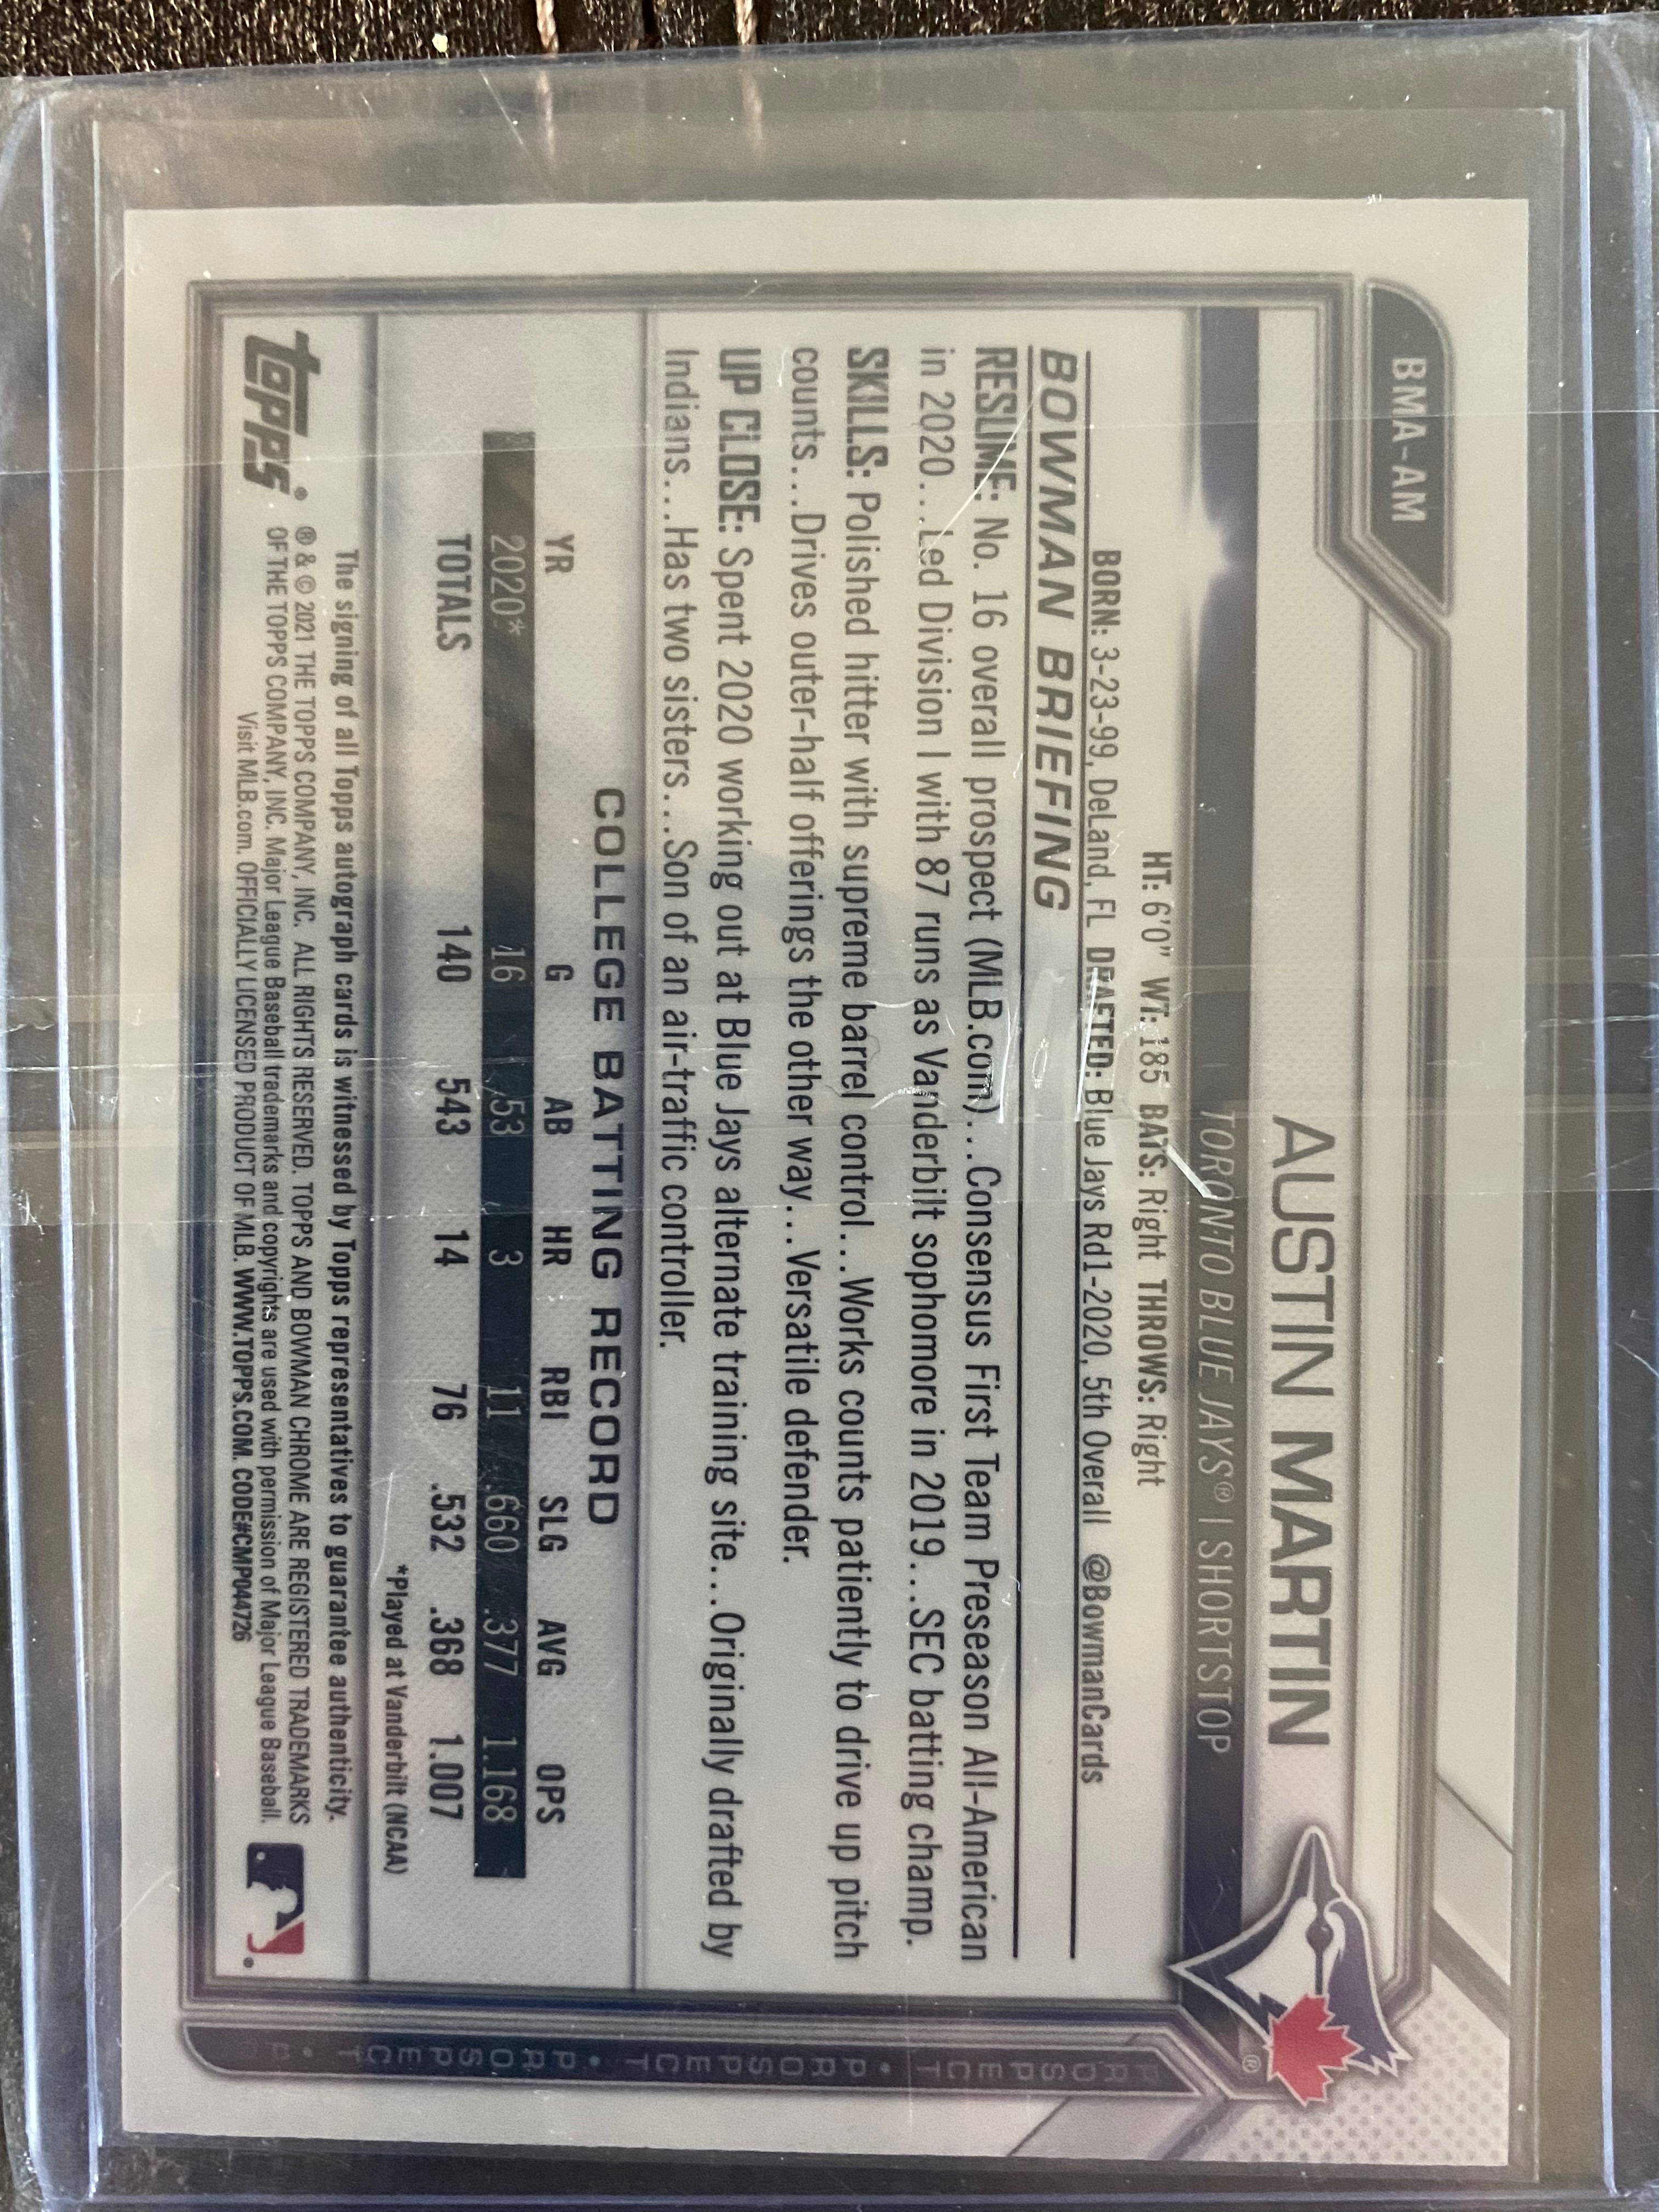 BMA-AM
AUSTIN MARTIN
TORONTO BLUE JAYS® | SHORTSTOP
HT: 6'0" WT: 185 BATS: Right THROWS: Right
BORN: 3-23-99, DeLand, FL DRAFTED: Blue Jays Rd1-2020, 5th Overall @BowmanCards
BOWMAN BRIEFING
RESUME: No. 16 overall prospect (MLB.com)...Consensus First Team Preseason All-American
in 2020...Led Division I with 87 runs as Vanderbilt sophomore in 2019...SEC batting champ.
SKILLS: Polished hitter with supreme barrel control...Works counts patiently to drive up pitch
counts...Drives outer-half offerings the other way...Versatile defender.
UP CLOSE: Spent 2020 working out at Blue Jays alternate training site...Originally drafted by
Indians...Has two sisters...Son of an air-traffic controller.
COLLEGE BATTING RECORD
YR G AB HR RBI SLG AVG OPS
2020* 16 53 3 11 .660 .377 1.168
TOTALS 140 543 14 76 .532 .368 1.007
*Played at Vanderbilt (NCAA)
The signing of all Topps autograph cards is witnessed by Topps representatives to guarantee authenticity.
® & © 2021 THE TOPPS COMPANY, INC. ALL RIGHTS RESERVED. TOPPS AND BOWMAN CHROME ARE REGISTERED TRADEMARKS
OF THE TOPPS COMPANY, INC. Major League Baseball trademarks and copyrights are used with permission of Major League Baseball.
Visit MLB.com. OFFICIALLY LICENSED PRODUCT OF MLB. WWW.TOPPS.COM. CODE#CMP044726
topps®
PROSPECT • PROSPECT • PROSPECT •